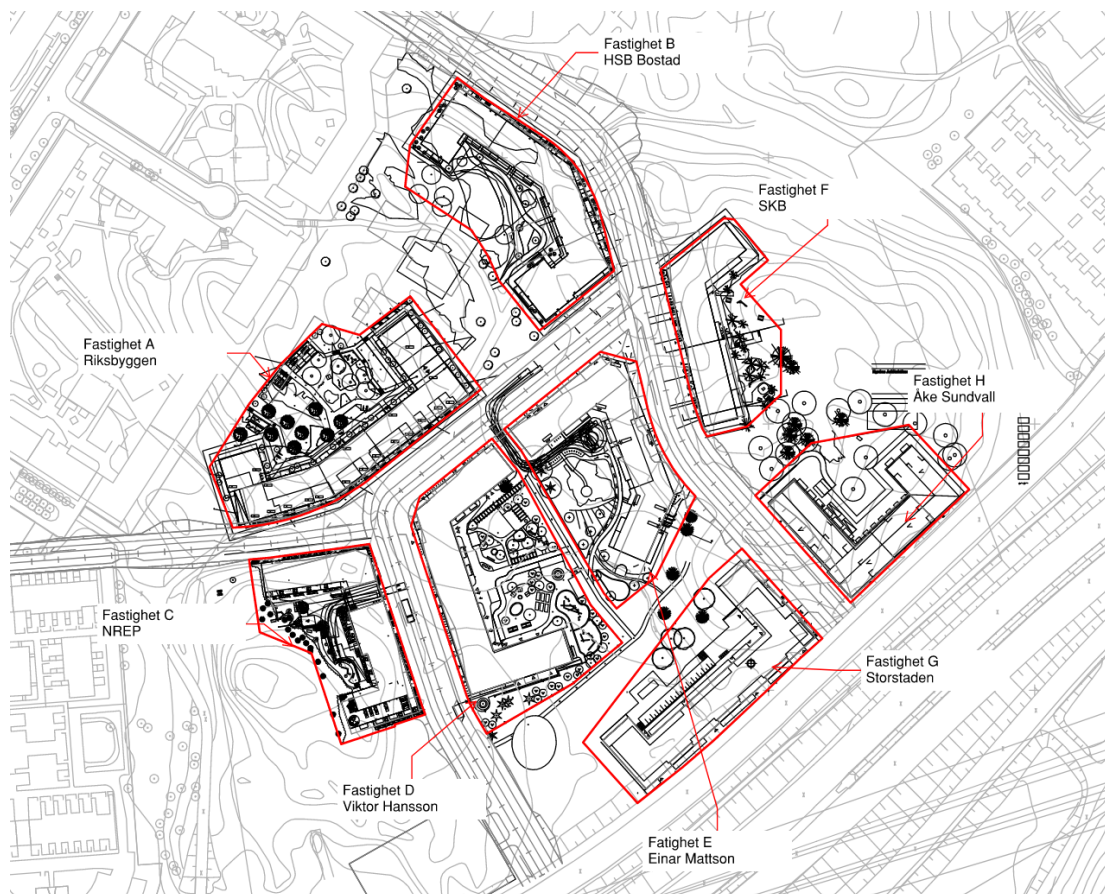 Fastighet B
HSB Bostad
Fastighet F
SKB
Fastighet A
Riksbyggen
Fastighet H
Åke Sundvall
Fastighet C
NREP
Fastighet G
Storstaden
Fastighet D
Viktor Hansson
Fatighet E
Einar Mattson